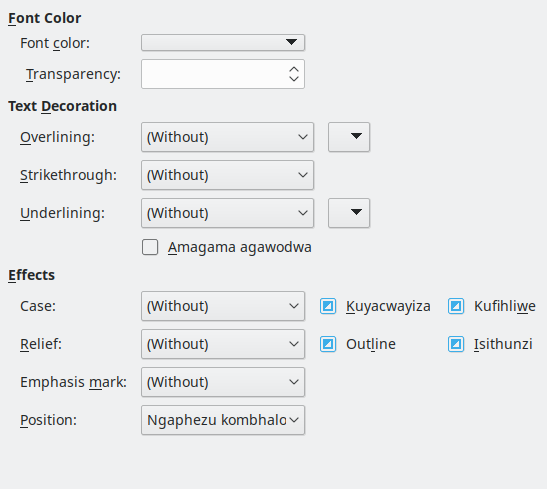 Font Color
Font color:
Transparency:
Text Decoration
Overlining: (Without)
Strikethrough: (Without)
Underlining: (Without)
Amagama agawodwa
Effects
Case: (Without) Kuyacwayiza Kufihliwe
Relief: (Without) Outline Isithunzi
Emphasis mark: (Without)
Position: Ngaphezu kombhalo